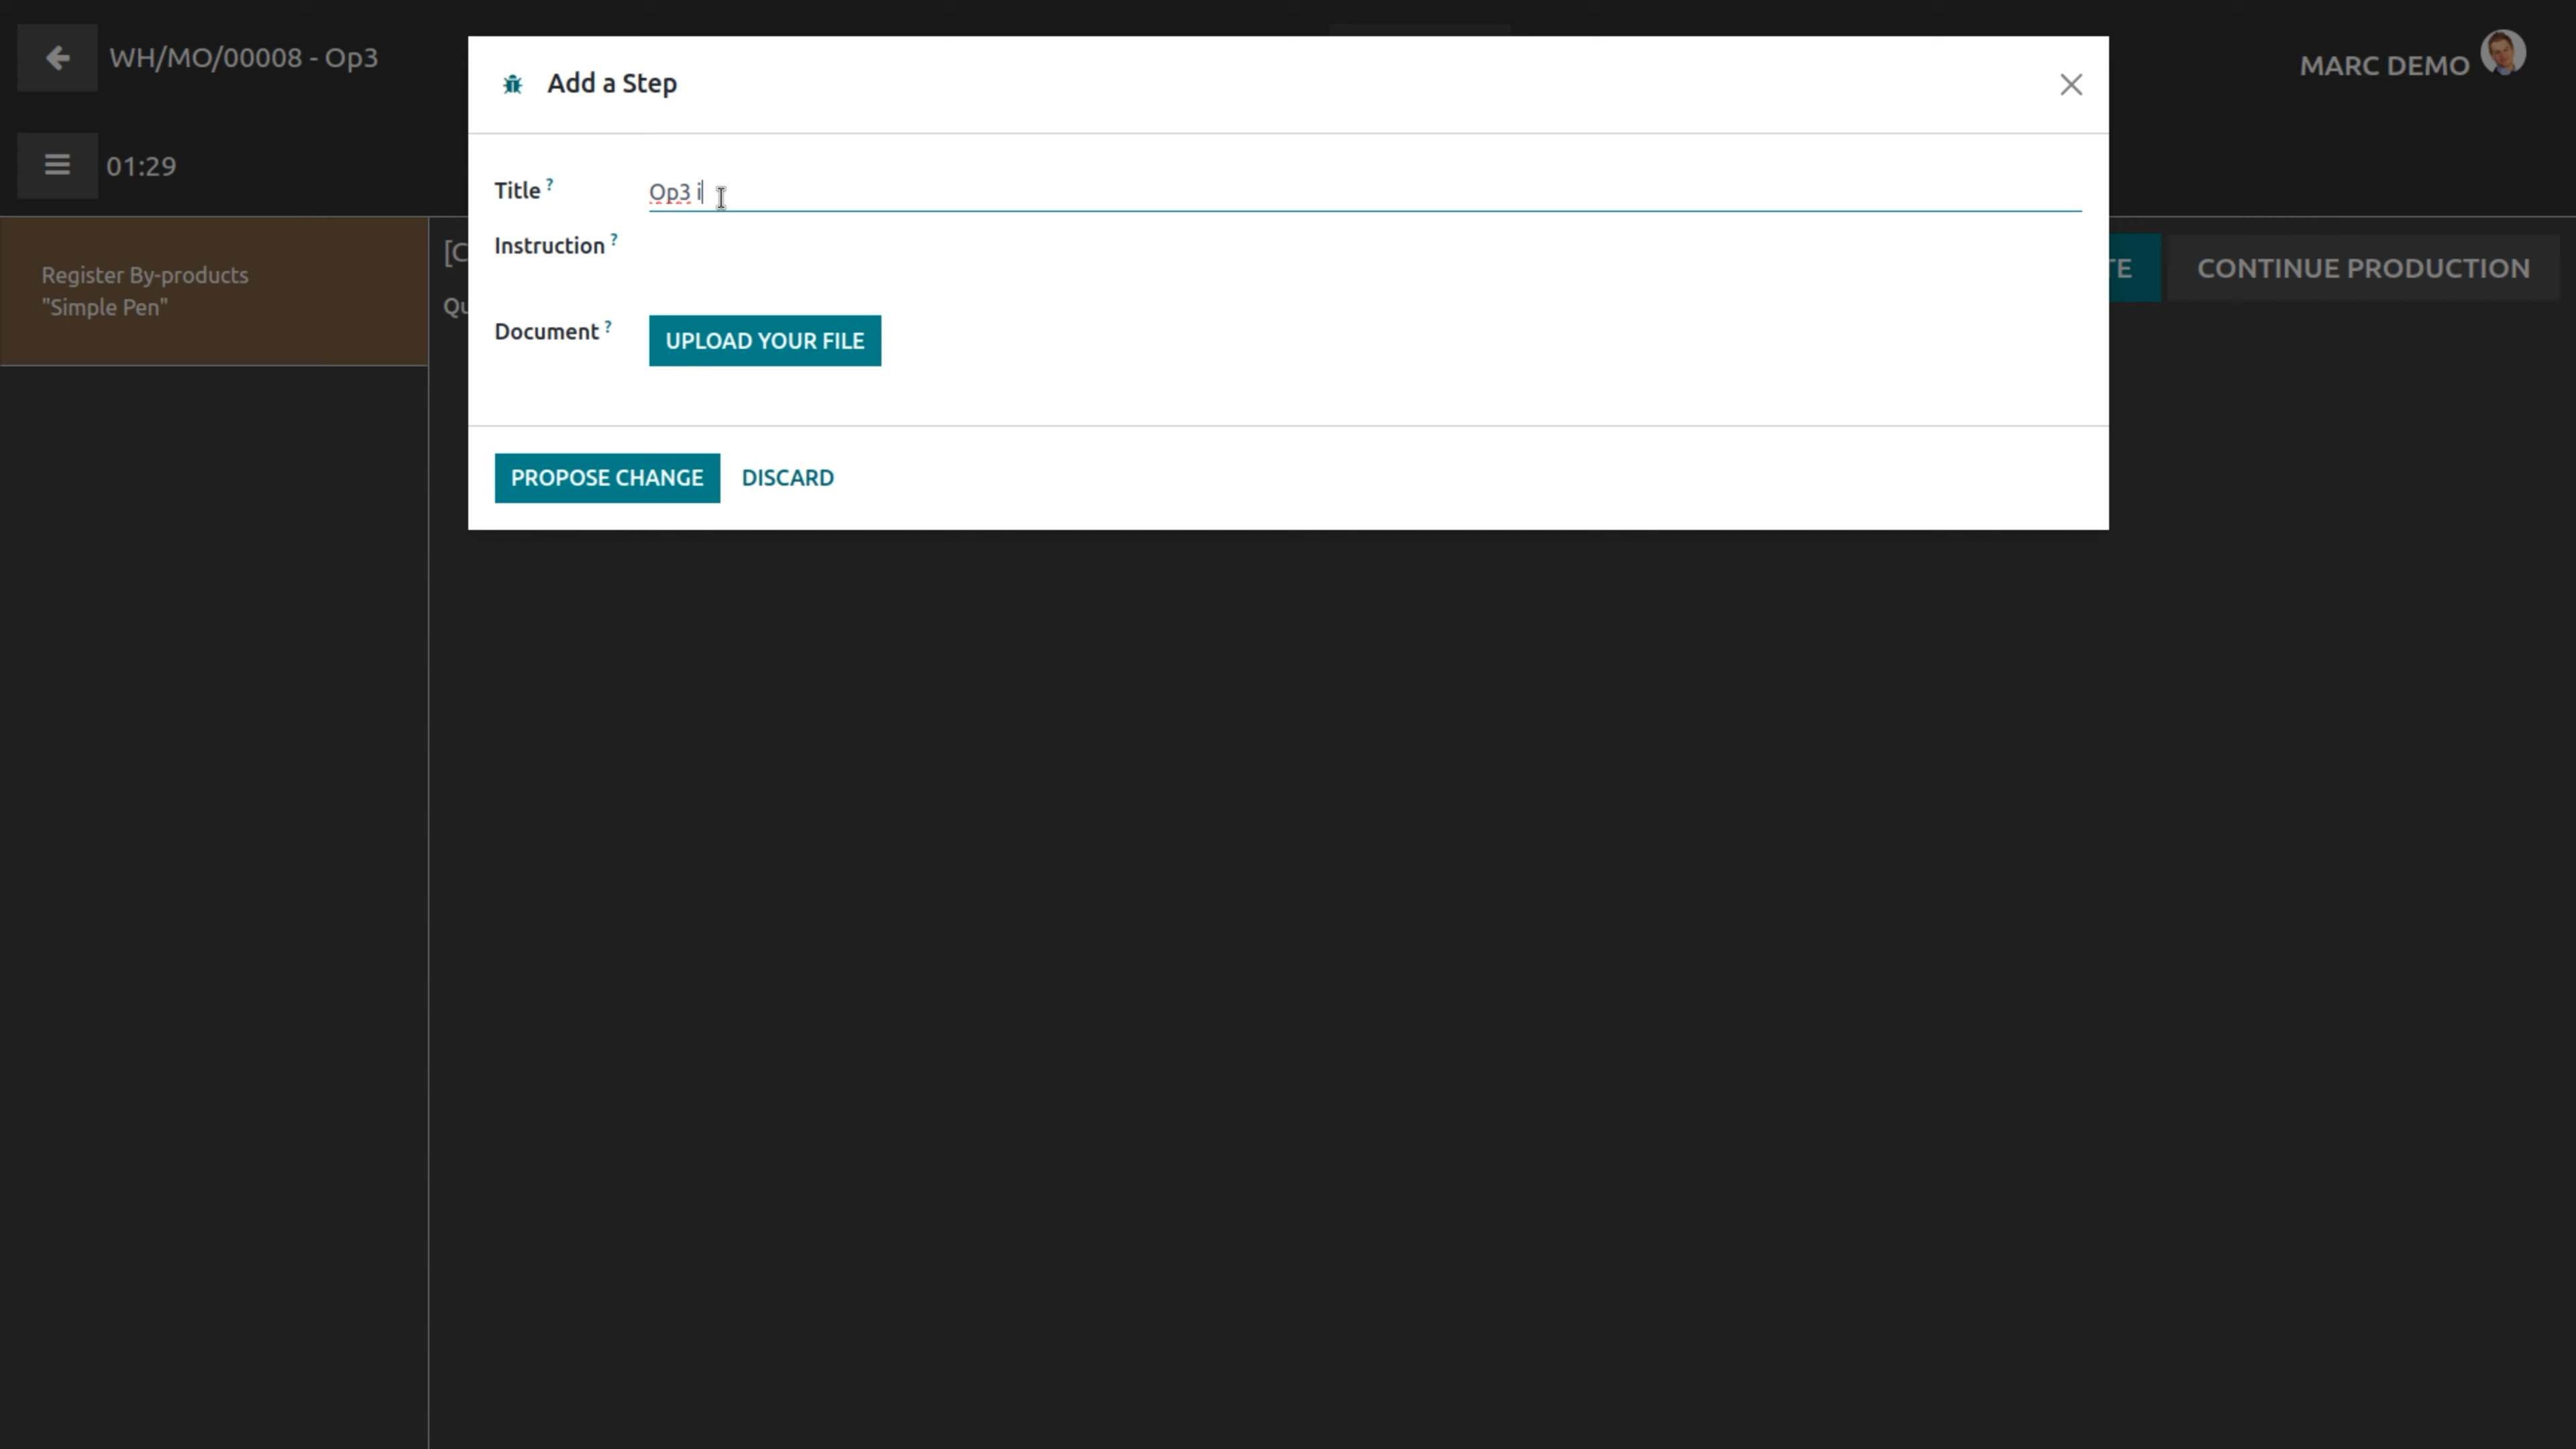 WH/MO/00008 - Op3
MARC DEMO
Add a Step
01:29
Title ?
Op3 i
Register By-products
"Simple Pen"
[C
Qu
Instruction ?
TE
CONTINUE PRODUCTION
Document ?
UPLOAD YOUR FILE
PROPOSE CHANGE
DISCARD